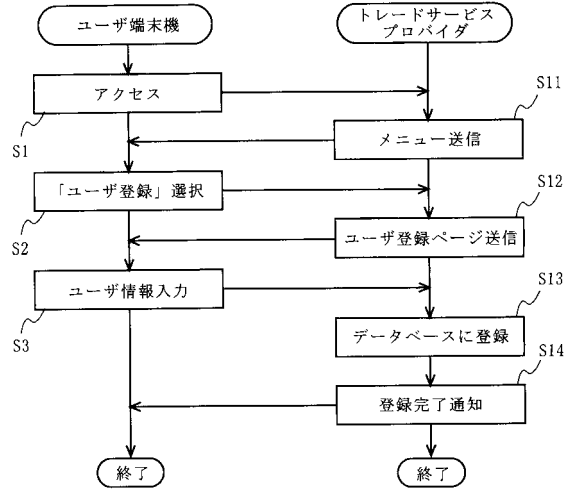 ユーザ端末機
トレードサービス
プロバイダ
アクセス
S1
S11
メニュー送信
「ユーザ登録」選択
S2
S12
ユーザ登録ページ送信
ユーザ情報入力
S3
S13
データベースに登録
S14
登録完了通知
終了
終了